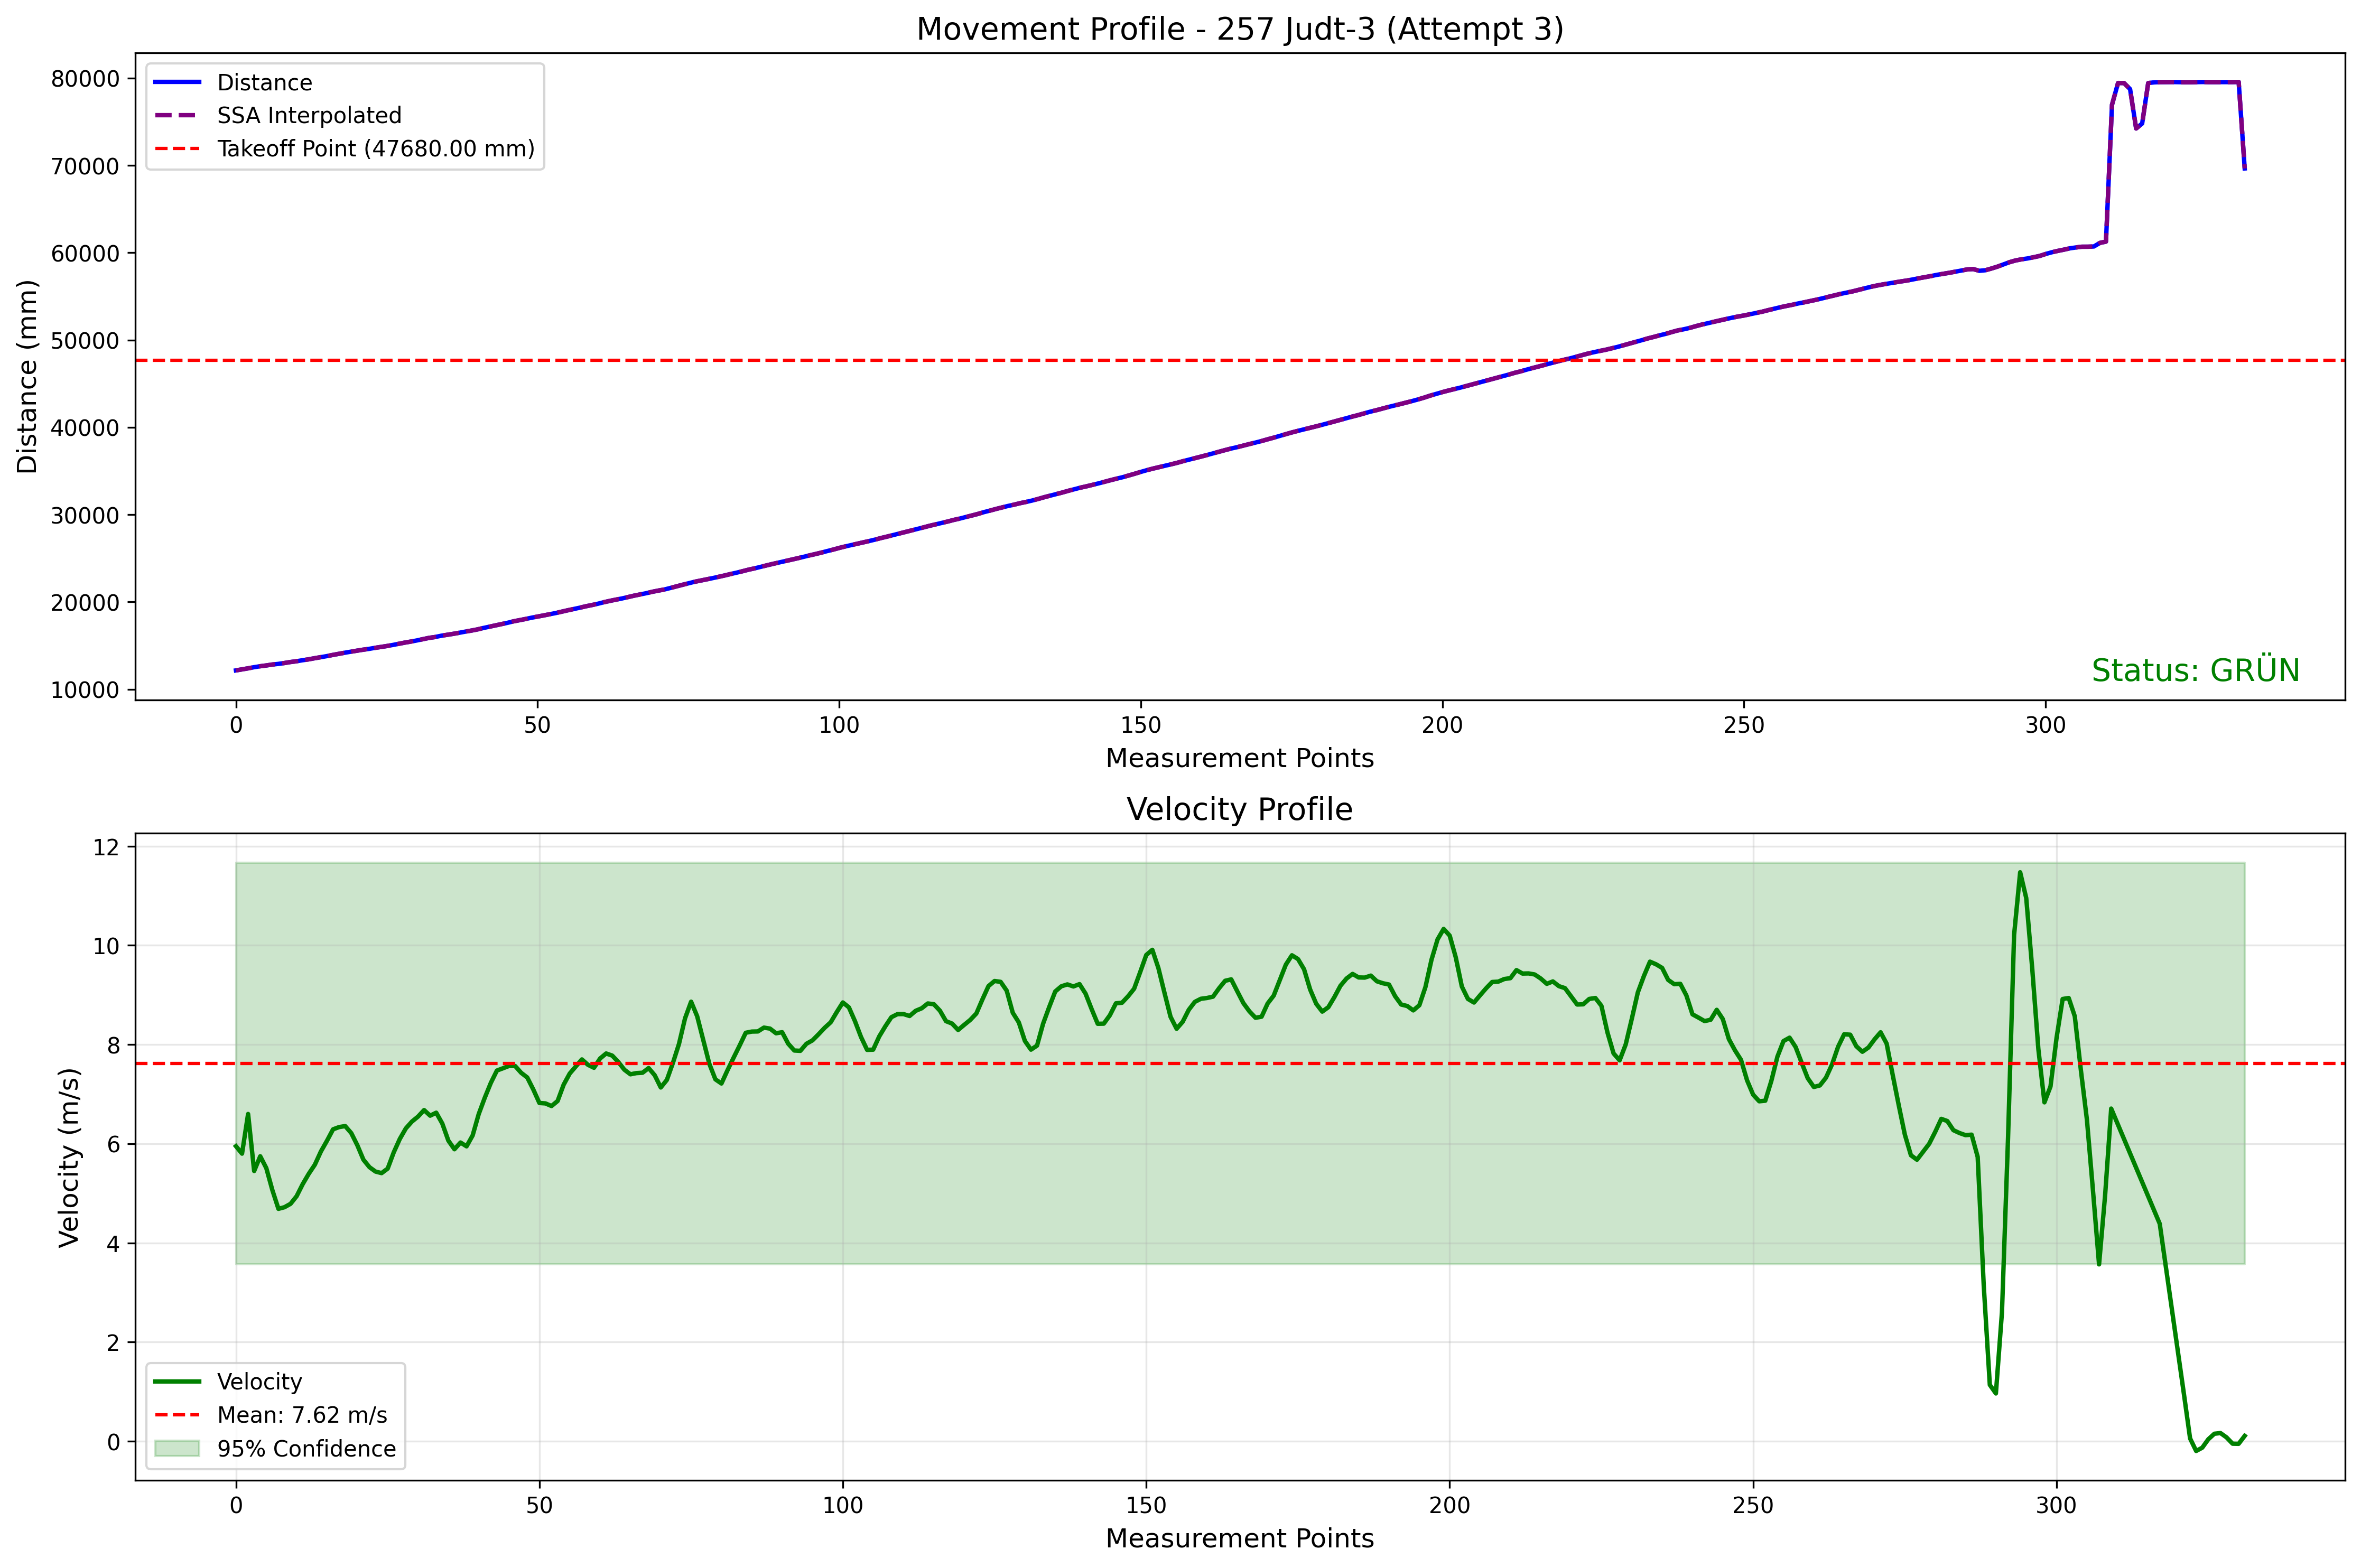 Movement Profile - 257 Judt-3 (Attempt 3)
Distance (mm)
80000
70000
60000
50000
40000
30000
20000
10000
Distance
SSA Interpolated
Takeoff Point (47680.00 mm)
Status: GRÜN
0 50 100 150 200 250 300
Measurement Points
Velocity Profile
Velocity (m/s)
12
10
8
6
4
2
0
Velocity
Mean: 7.62 m/s
95% Confidence
0 50 100 150 200 250 300
Measurement Points